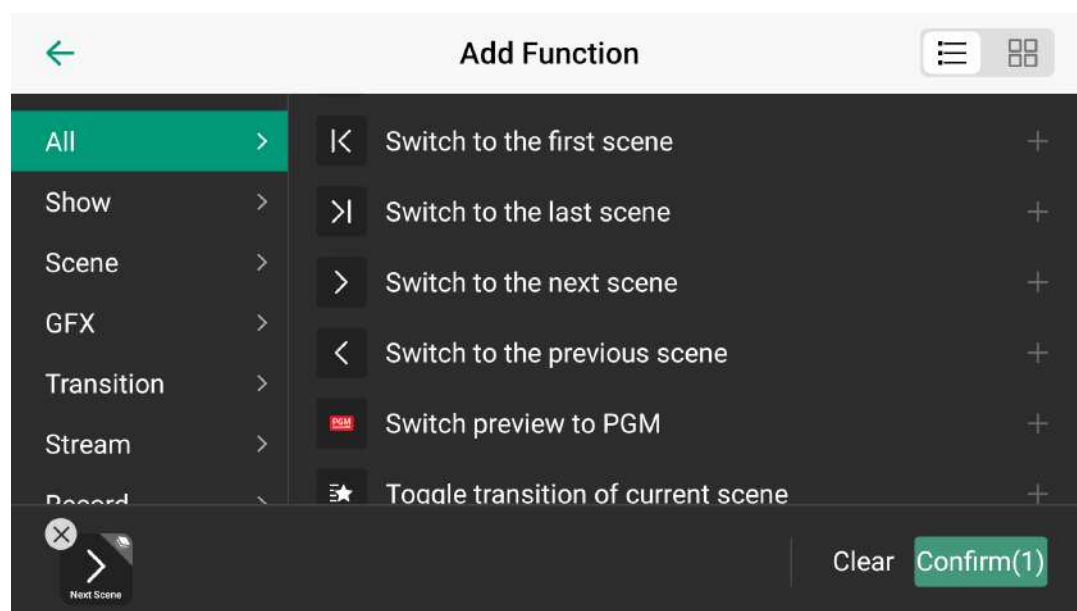 Add Function
All
Switch to the first scene
Show
Switch to the last scene
Scene
Switch to the next scene
GFX
Switch to the previous scene
Transition
PGM
Switch preview to PGM
Stream
Record
Toggle transition of current scene
Next Scene
Clear
Confirm(1)